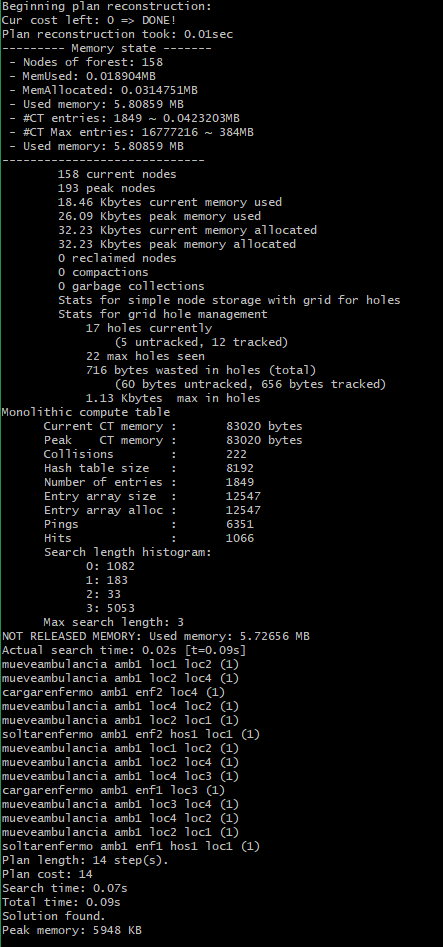 Beginning plan reconstruction:
Cur cost left: 0 => DONE!
Plan reconstruction took: 0.01sec
--------- Memory state -------
 - Nodes of forest: 158
 - MemUsed: 0.018904MB
 - MemAllocated: 0.0314751MB
 - Used memory: 5.80859 MB
 - #CT entries: 1849 ~ 0.0423203MB
 - #CT Max entries: 16777216 ~ 384MB
 - Used memory: 5.80859 MB
-----------------------------
        158 current nodes
        193 peak nodes
        18.46 Kbytes current memory used
        26.09 Kbytes peak memory used
        32.23 Kbytes current memory allocated
        32.23 Kbytes peak memory allocated
        0 reclaimed nodes
        0 compactions
        0 garbage collections
        Stats for simple node storage with grid for holes
        Stats for grid hole management
            17 holes currently
                (5 untracked, 12 tracked)
            22 max holes seen
            716 bytes wasted in holes (total)
                (60 bytes untracked, 656 bytes tracked)
            1.13 Kbytes  max in holes
Monolithic compute table
      Current CT memory :       83020 bytes
      Peak    CT memory :       83020 bytes
      Collisions        :       222
      Hash table size   :       8192
      Number of entries :       1849
      Entry array size  :       12547
      Entry array alloc :       12547
      Pings             :       6351
      Hits              :       1066
      Search length histogram:
            0: 1082
            1: 183
            2: 33
            3: 5053
      Max search length: 3
NOT RELEASED MEMORY: Used memory: 5.72656 MB
Actual search time: 0.02s [t=0.09s]
mueveambulancia amb1 loc1 loc2 (1)
mueveambulancia amb1 loc2 loc4 (1)
cargarenfermo amb1 enf2 loc4 (1)
mueveambulancia amb1 loc4 loc2 (1)
mueveambulancia amb1 loc2 loc1 (1)
soltarenfermo amb1 enf2 hos1 loc1 (1)
mueveambulancia amb1 loc1 loc2 (1)
mueveambulancia amb1 loc2 loc4 (1)
mueveambulancia amb1 loc4 loc3 (1)
cargarenfermo amb1 enf1 loc3 (1)
mueveambulancia amb1 loc3 loc4 (1)
mueveambulancia amb1 loc4 loc2 (1)
mueveambulancia amb1 loc2 loc1 (1)
soltarenfermo amb1 enf1 hos1 loc1 (1)
Plan length: 14 step(s).
Plan cost: 14
Search time: 0.07s
Total time: 0.09s
Solution found.
Peak memory: 5948 KB